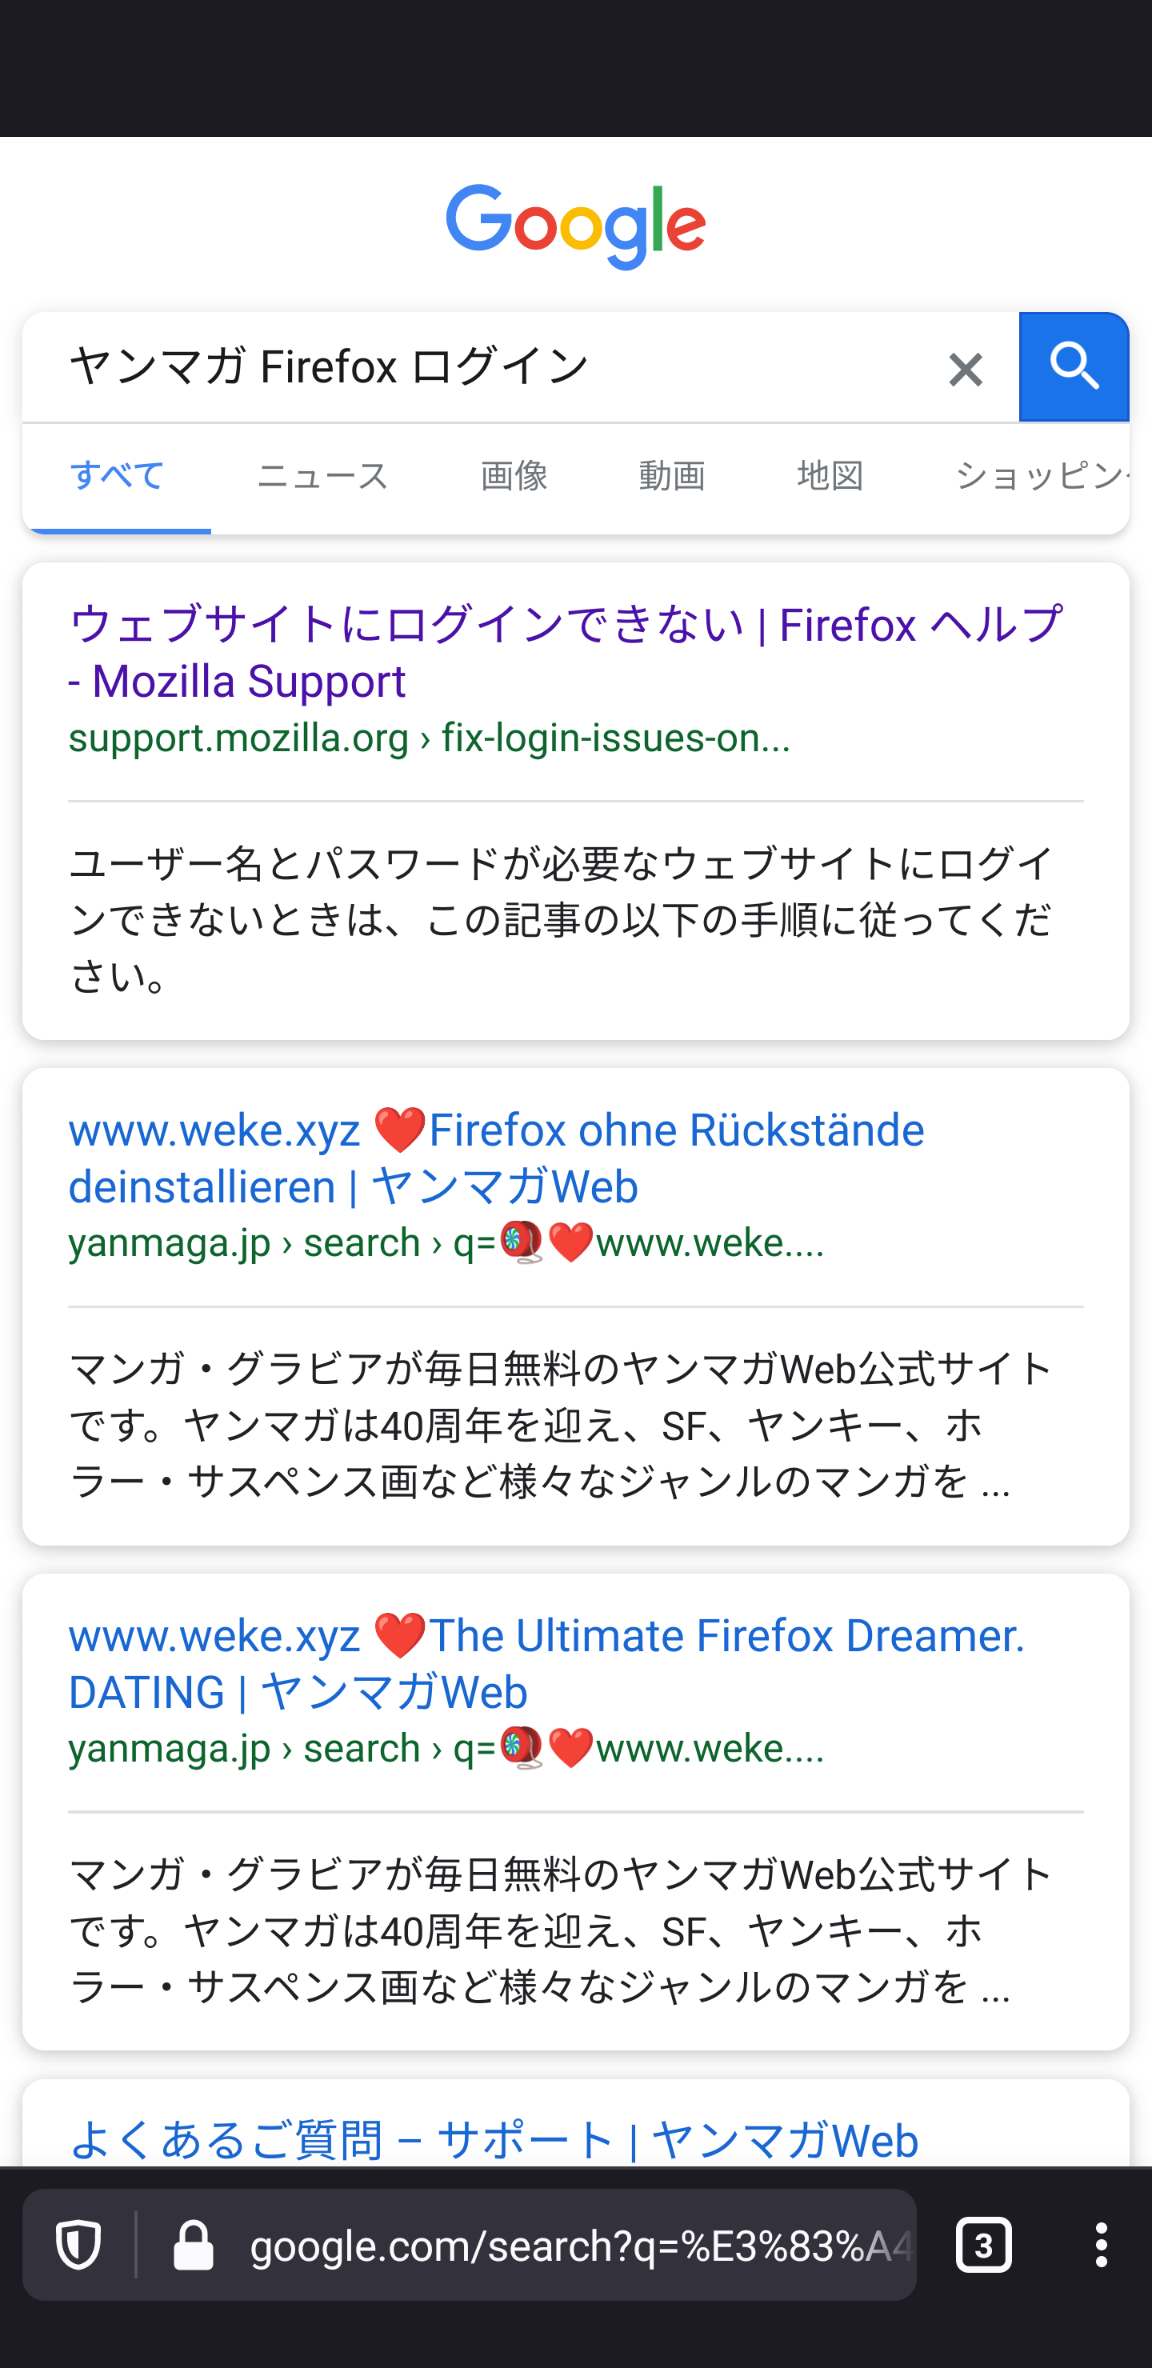 Google
ヤンマガ Firefox ログイン
すべて ニュース 画像 動画 地図 ショッピン
ウェブサイトにログインできない | Firefox ヘルプ
- Mozilla Support
support.mozilla.org › fix-login-issues-on...
ユーザー名とパスワードが必要なウェブサイトにログイ
ンできないときは、この記事の以下の手順に従ってくだ
さい。
www.weke.xyz ❤️Firefox ohne Rückstände
deinstallieren | ヤンマガWeb
yanmaga.jp › search › q=🪀❤️www.weke....
マンガ・グラビアが毎日無料のヤンマガWeb公式サイト
です。ヤンマガは40周年を迎え、SF、ヤンキー、ホ
ラー・サスペンス画など様々なジャンルのマンガを ...
www.weke.xyz ❤️The Ultimate Firefox Dreamer.
DATING | ヤンマガWeb
yanmaga.jp › search › q=🪀❤️www.weke....
マンガ・グラビアが毎日無料のヤンマガWeb公式サイト
です。ヤンマガは40周年を迎え、SF、ヤンキー、ホ
ラー・サスペンス画など様々なジャンルのマンガを ...
よくあるご質問 – サポート | ヤンマガWeb
google.com/search?q=%E3%83%A4 3